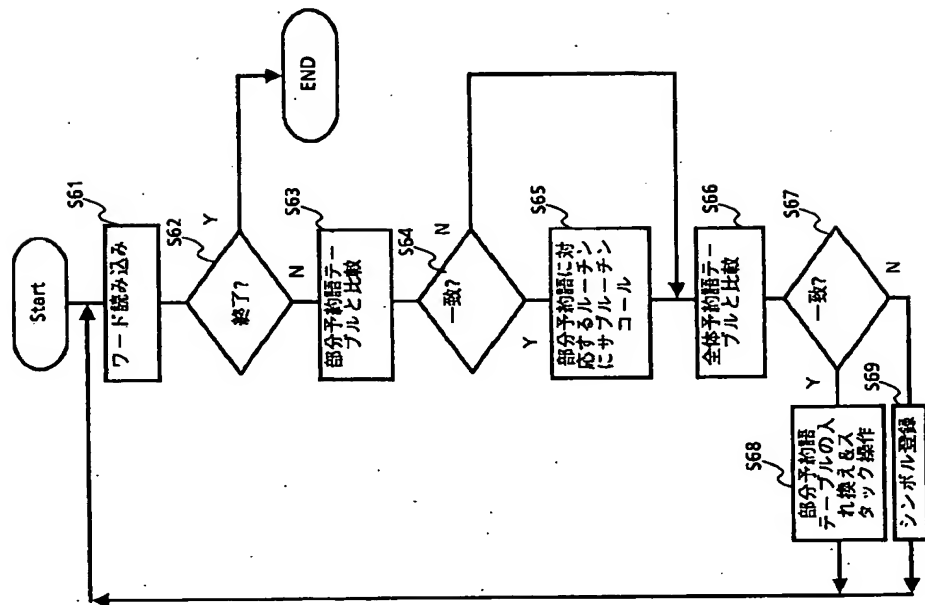 Start
S61
ワード読み込み
S62
終了?
Y
END
N
S63
部分予約語テー
ブルと比較
S64
一致?
N
Y
S65
部分予約語に対
応するルーチン
にサブルーチン
コール
S66
全体予約語テー
ブルと比較
S67
一致?
Y
N
S68
部分予約語
テーブルの入
れ換え&ス
タック操作
S69
シンボル登録